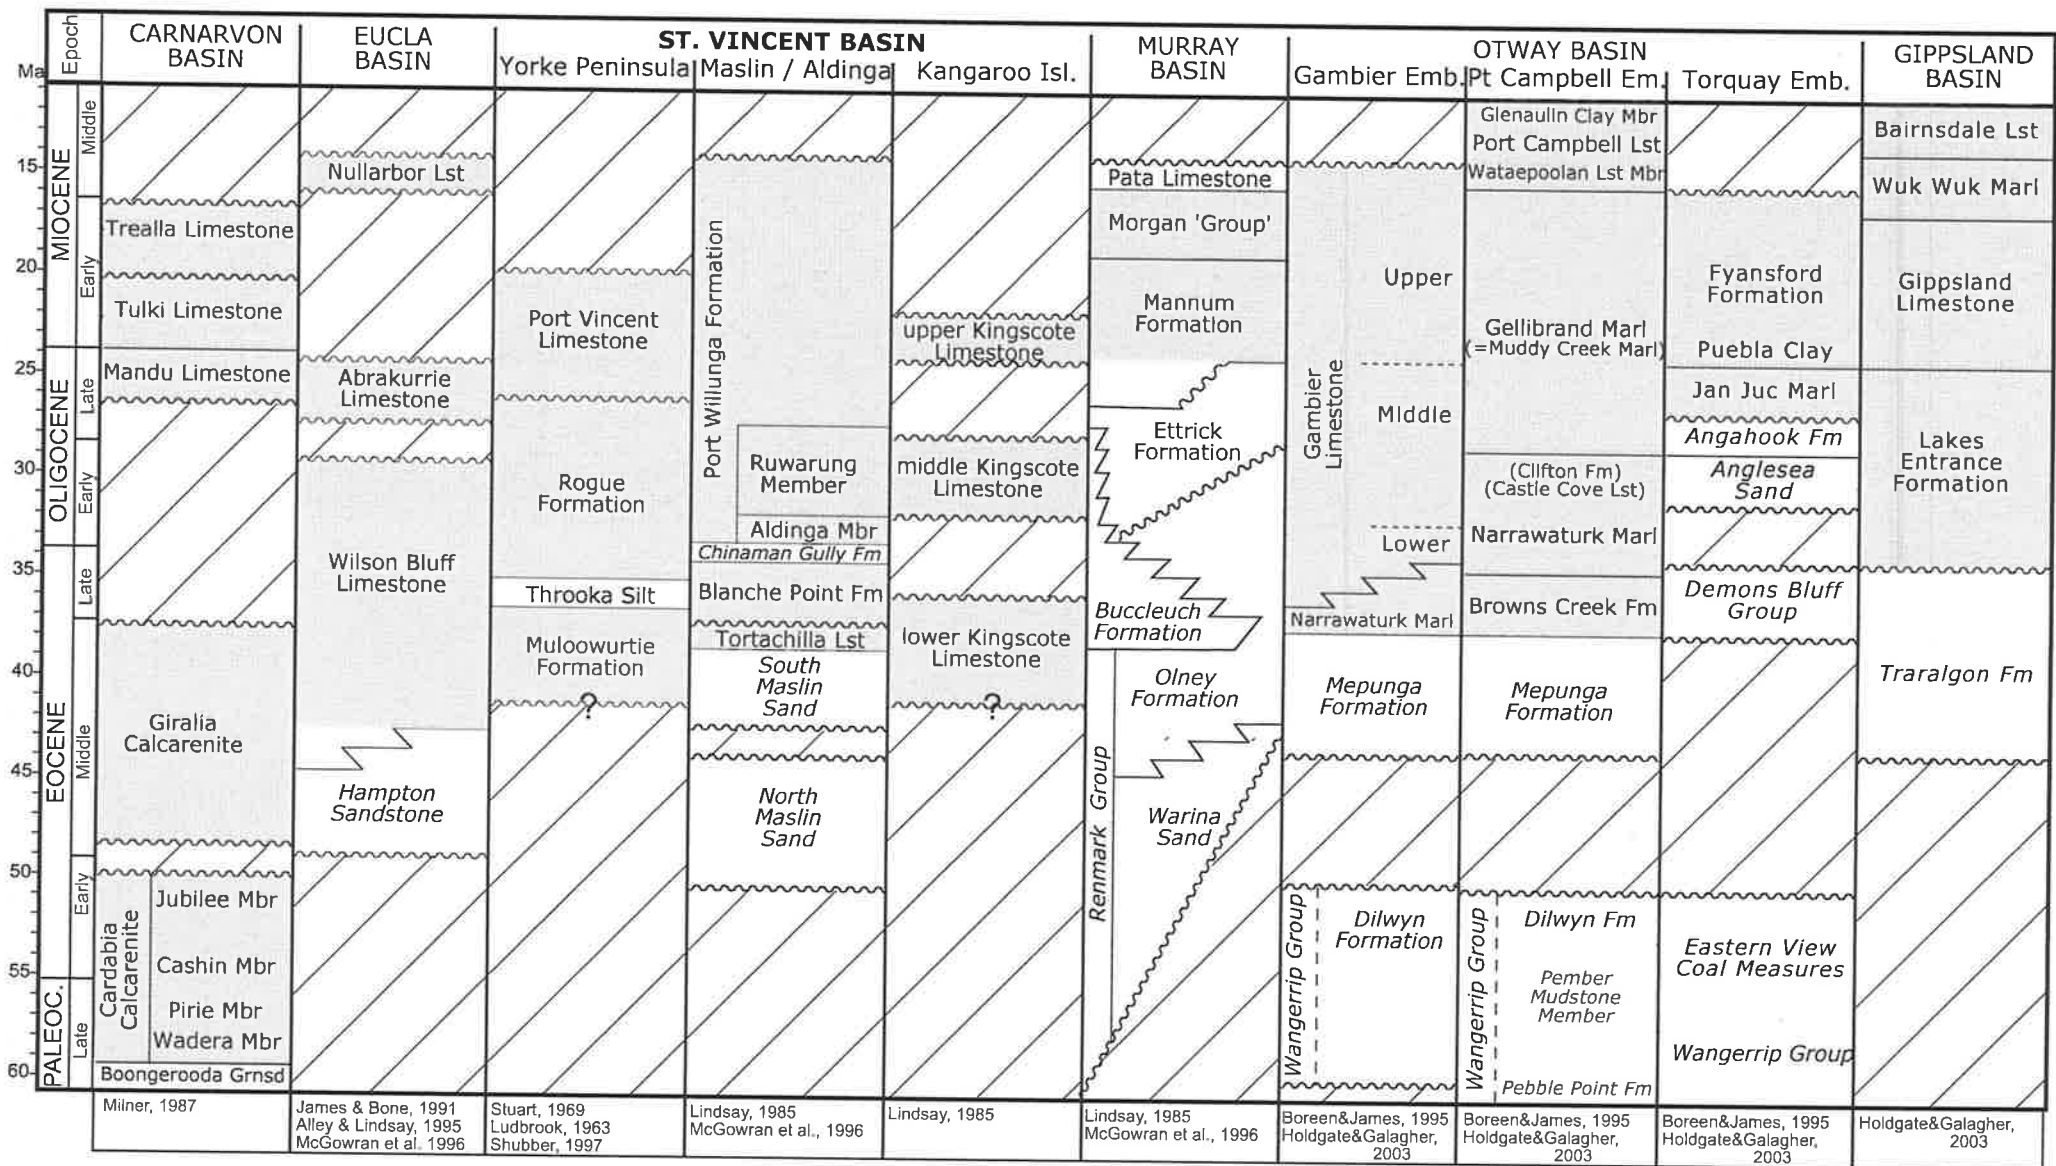 Ma
Epoch
CARNARVON
BASIN
EUCLA
BASIN
ST. VINCENT BASIN
Yorke Peninsula
Maslin / Aldinga
Kangaroo Isl.
MURRAY
BASIN
OTWAY BASIN
Gambier Emb.
Pt Campbell Em.
Torquay Emb.
GIPPSLAND
BASIN
15
20
25
30
35
40
45
50
55
60
MIOCENE
OLIGOCENE
EOCENE
PALEOC.
Middle
Early
Late
Early
Late
Middle
Early
Late
Trealla Limestone
Tulki Limestone
Mandu Limestone
Giralia
Calcarenite
Cardabia
Calcarenite
Jubilee Mbr
Cashin Mbr
Pirie Mbr
Wadera Mbr
Boongerooda Grnsd
Milner, 1987
Nullarbor Lst
Abrakurrie
Limestone
Wilson Bluff
Limestone
Hampton
Sandstone
James & Bone, 1991
Alley & Lindsay, 1995
McGowran et al. 1996
Port Vincent
Limestone
Rogue
Formation
Throoka Silt
Muloowurtie
Formation
?
Stuart, 1969
Ludbrook, 1963
Shubber, 1997
Port Willunga Formation
Ruwarung
Member
Aldinga Mbr
Chinaman Gully Fm
Blanche Point Fm
Tortachilla Lst
South
Maslin
Sand
North
Maslin
Sand
Lindsay, 1985
McGowran et al., 1996
upper Kingscote
Limestone
middle Kingscote
Limestone
lower Kingscote
Limestone
?
Lindsay, 1985
Pata Limestone
Morgan 'Group'
Mannum
Formation
Ettrick
Formation
Buccleuch
Formation
Olney
Formation
Renmark Group
Warina
Sand
Lindsay, 1985
McGowran et al., 1996
Gambier
Limestone
Upper
MIddle
Lower
Narrawaturk Marl
Mepunga
Formation
Wangerrip Group
Dilwyn
Formation
Boreen&James, 1995
Holdgate&Galagher,
2003
Glenaulin Clay Mbr
Port Campbell Lst
Wataepoolan Lst Mbr
Gellibrand Marl
(=Muddy Creek Marl)
(Clifton Fm)
(Castle Cove Lst)
Narrawaturk Marl
Browns Creek Fm
Mepunga
Formation
Wangerrip Group
Dilwyn Fm
Pember
Mudstone
Member
Pebble Point Fm
Boreen&James, 1995
Holdgate&Galagher,
2003
Fyansford
Formation
Puebla Clay
Jan Juc Marl
Angahook Fm
Anglesea
Sand
Demons Bluff
Group
Eastern View
Coal Measures
Wangerrip Group
Boreen&James, 1995
Holdgate&Galagher,
2003
Bairnsdale Lst
Wuk Wuk Marl
Gippsland
Limestone
Lakes
Entrance
Formation
Traralgon Fm
Holdgate&Galagher,
2003